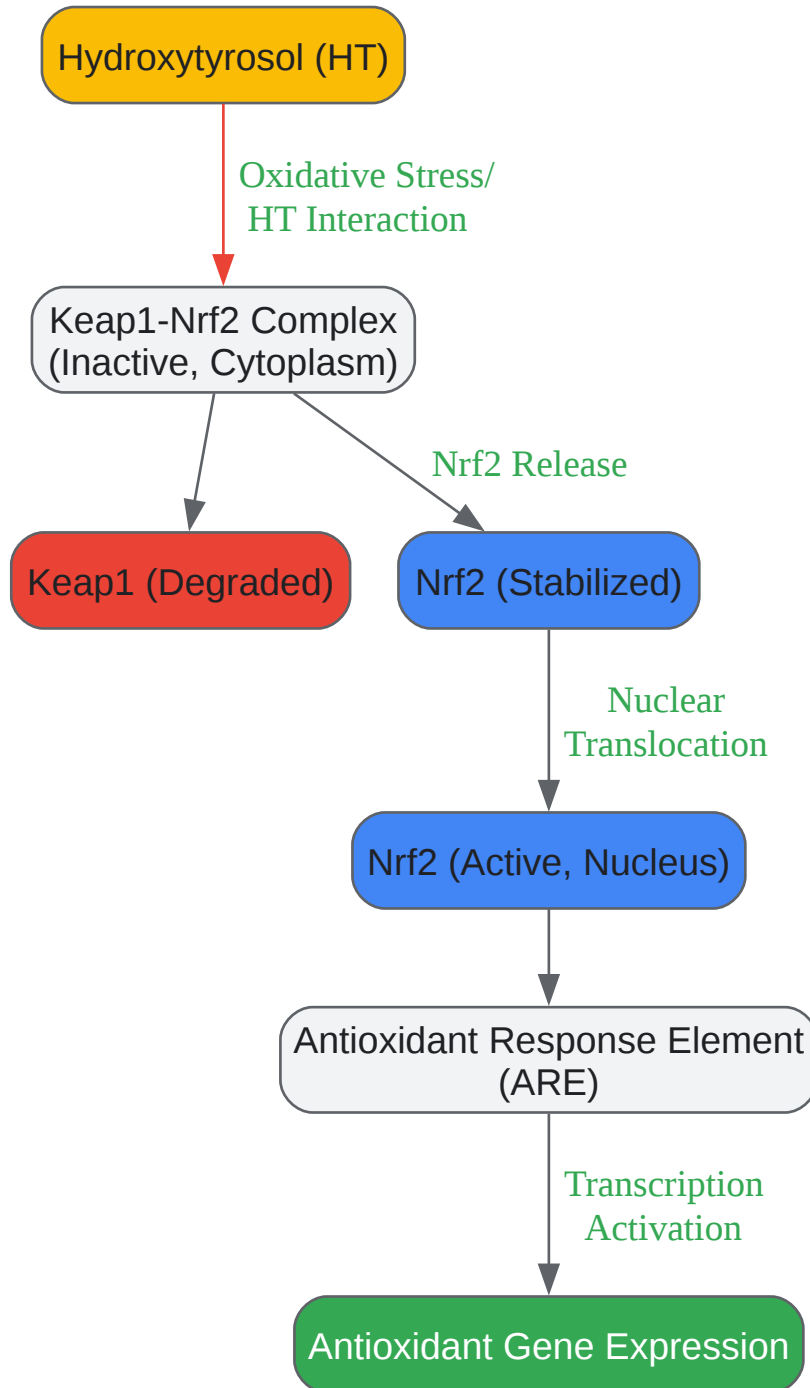 Hydroxytyrosol (HT)
Oxidative Stress/
HT Interaction
Keap1-Nrf2 Complex
(Inactive, Cytoplasm)
Nrf2 Release
Keap1 (Degraded)
Nrf2 (Stabilized)
Nuclear
Translocation
Nrf2 (Active, Nucleus)
Antioxidant Response Element
(ARE)
Transcription
Activation
Antioxidant Gene Expression